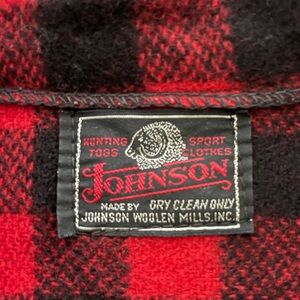 HUNTING SPORT
TOGS CLOTHES
JOHNSON
MADE BY DRY CLEAN ONLY
JOHNSON WOOLEN MILLS, INC.